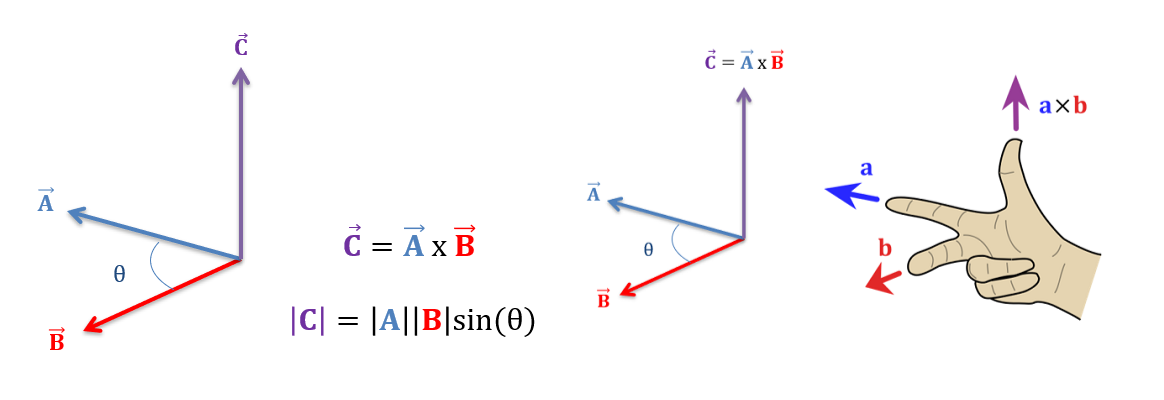 C⃗
A⃗
θ
B⃗
C⃗ = A⃗ x B⃗
|C| = |A||B|sin(θ)
C⃗ = A⃗ x B⃗
A⃗
θ
B⃗
a×b
a
b